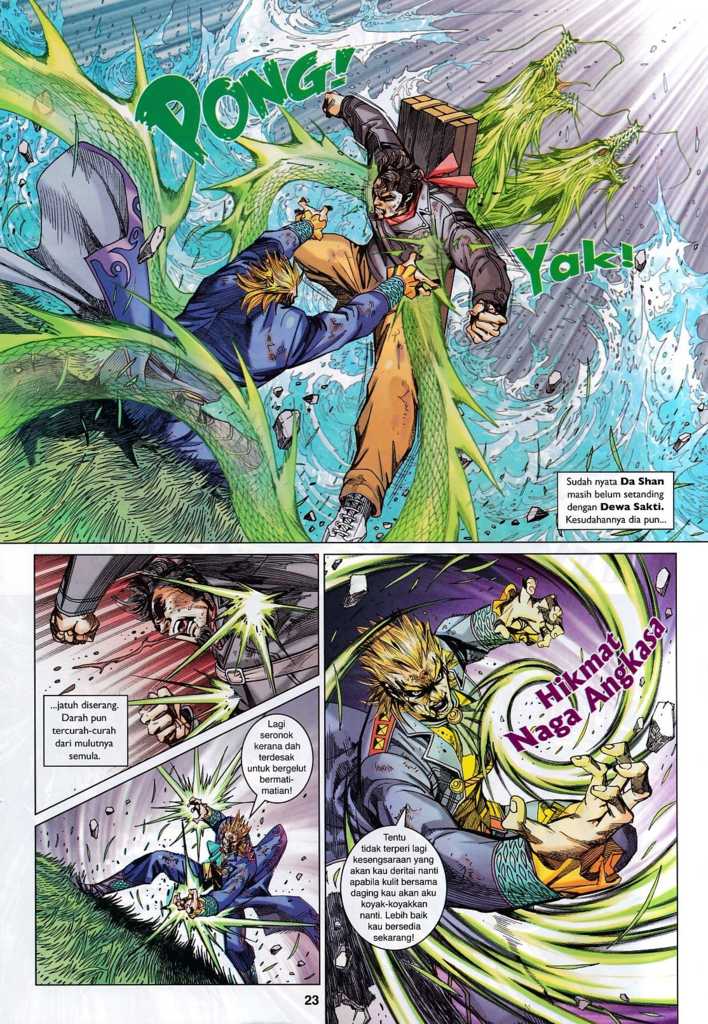 PONG!
Yak!
Sudah nyata Da Shan
masih belum setanding
dengan Dewa Sakti.
Kesudahannya dia pun...
...jatuh diserang.
Darah pun
tercurah-curah
dari mulutnya
semula.
Lagi
seronok
kerana dah
terdesak
untuk bergelut
bermati-
matian!
Hikmat
Naga Angkasa
Tentu
tidak terperi lagi
kesengsaraan yang
akan kau deritai nanti
apabila kulit bersama
daging kau akan aku
koyak-koyakkan
nanti. Lebih baik
kau bersedia
sekarang!
23